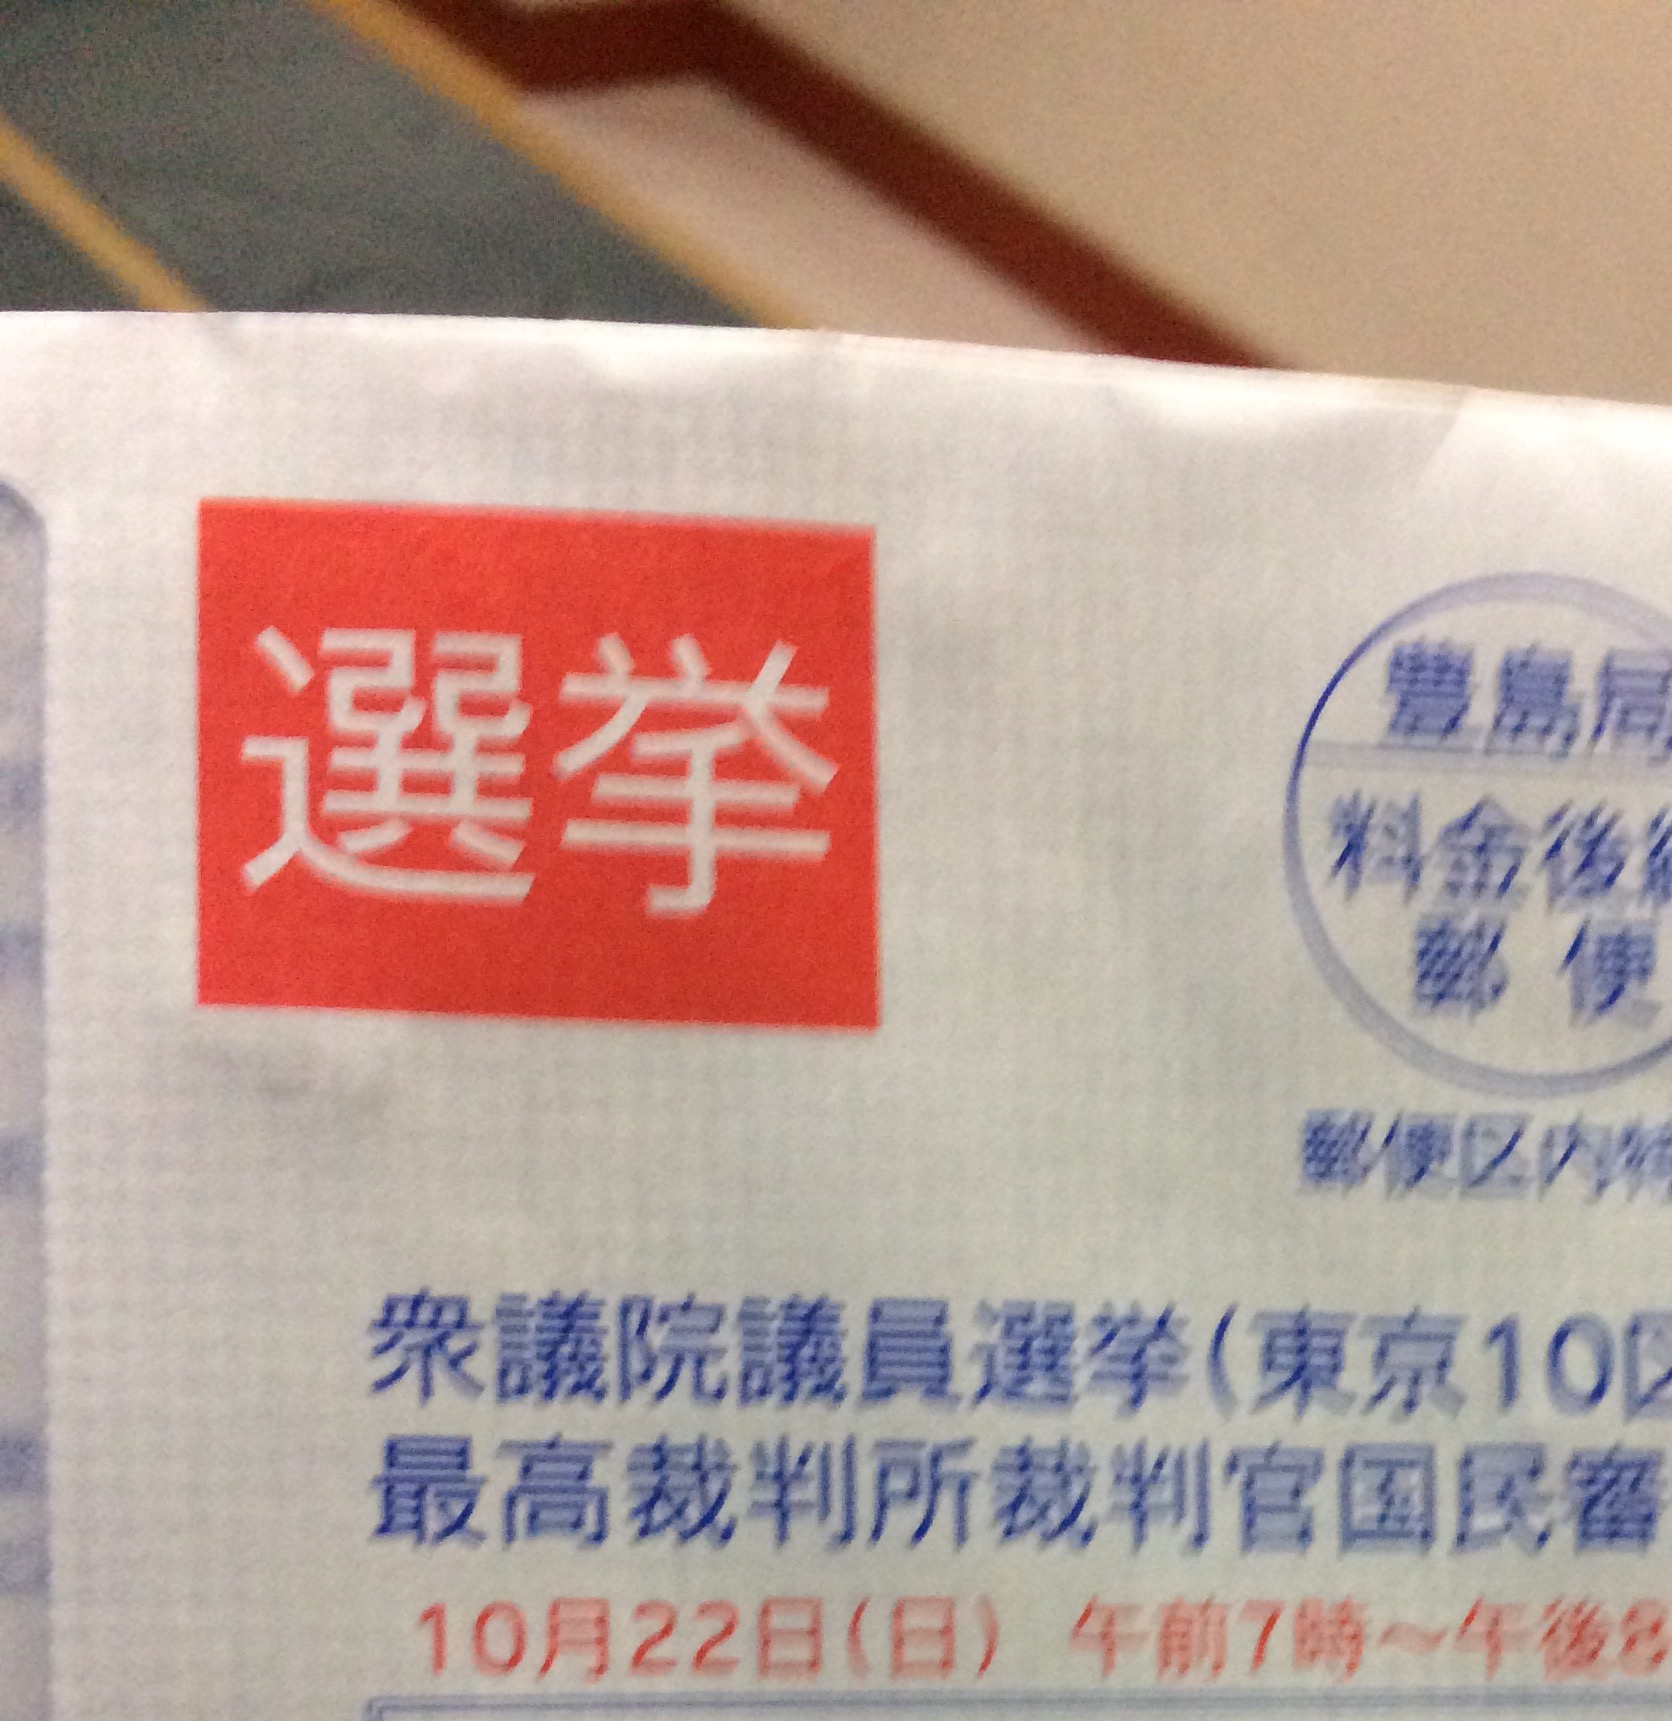 選挙
豊島局
料金後納
郵便
郵便区内特
衆議院議員選挙(東京10区
最高裁判所裁判官国民審
10月22日(日) 午前7時～午後8